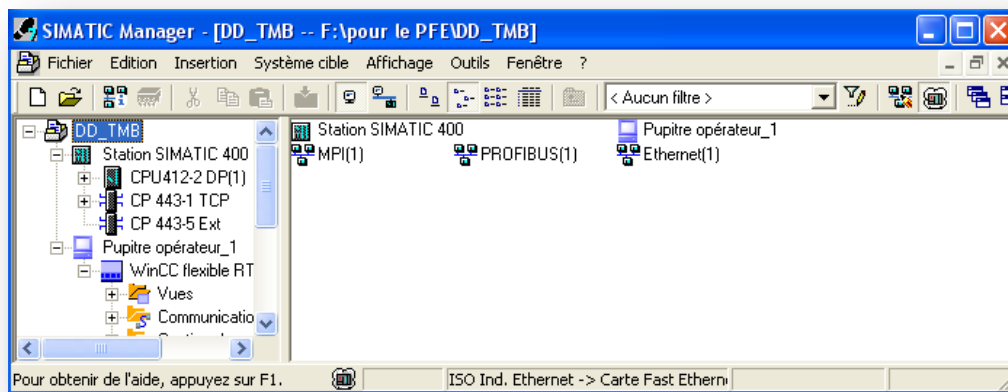 SIMATIC Manager - [DD_TMB -- F:\pour le PFE\DD_TMB]
Fichier Edition Insertion Système cible Affichage Outils Fenêtre ?
< Aucun filtre >
DD_TMB
Station SIMATIC 400
CPU412-2 DP(1)
CP 443-1 TCP
CP 443-5 Ext
Pupitre opérateur_1
WinCC flexible RT
Vues
Communicatio
Station SIMATIC 400 Pupitre opérateur_1
MPI(1) PROFIBUS(1) Ethernet(1)
Pour obtenir de l'aide, appuyez sur F1. ISO Ind. Ethernet -> Carte Fast Ethern